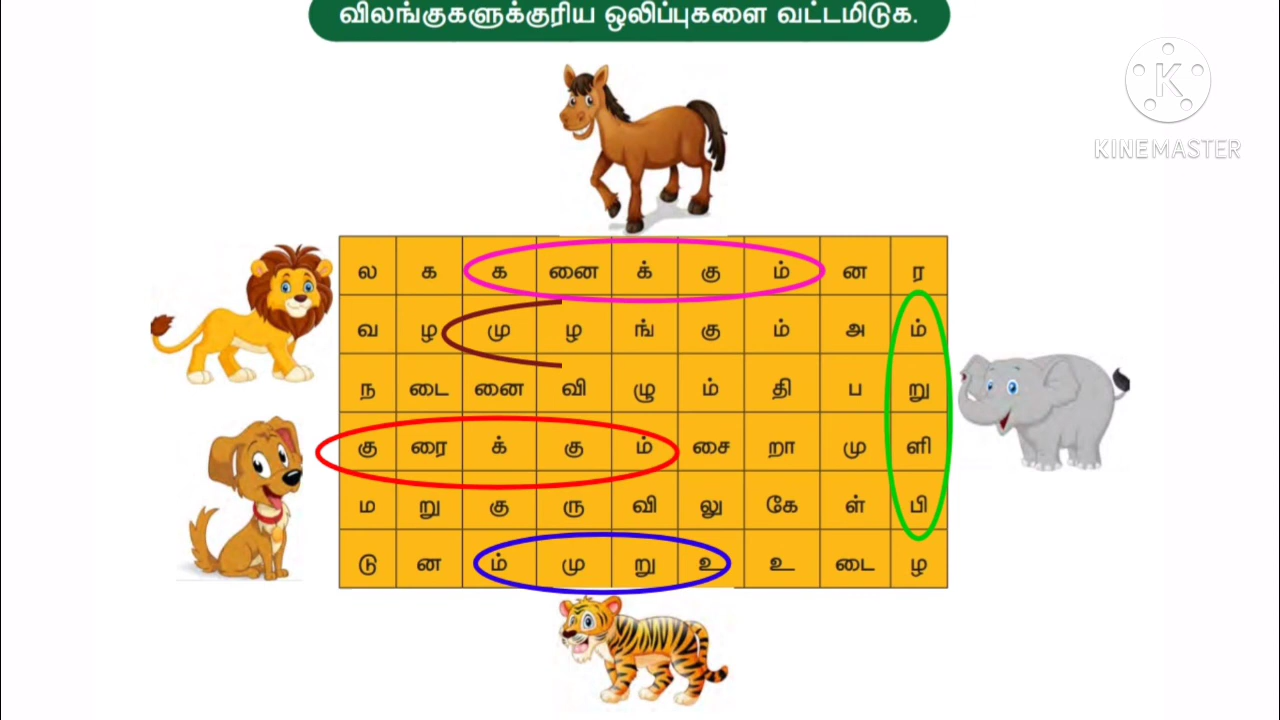 விலங்குகளுக்குரிய ஒலிப்புகளை வட்டமிடுக.
K
KINEMASTER
ல க க னை க் கு ம் ன ர
வ ழ மு ழ ங் கு ம் அ ம்
ந டை னை வி ழு ம் தி ப று
கு ரை க் கு ம் சை றா மு ளி
ம று கு ரு வி லு கே ள் பி
டு ன ம் மு று உ உ டை ழ